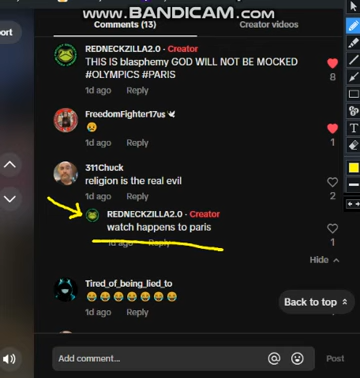 www.BANDICAM.com
Comments (13)
Creator videos
ort
REDNECKZILLA2.0 · Creator
THIS IS blasphemy GOD WILL NOT BE MOCKED
#OLYMPICS #PARIS
1d ago Reply
8
FreedomFighter17us
1d ago Reply
1
311Chuck
religion is the real evil
1d ago Reply
2
REDNECKZILLA2.0 · Creator
watch happens to paris
1d ago Reply
1
Hide
Tired_of_being_lied_to
1d ago Reply
Back to top
Add comment...
@
Post
T